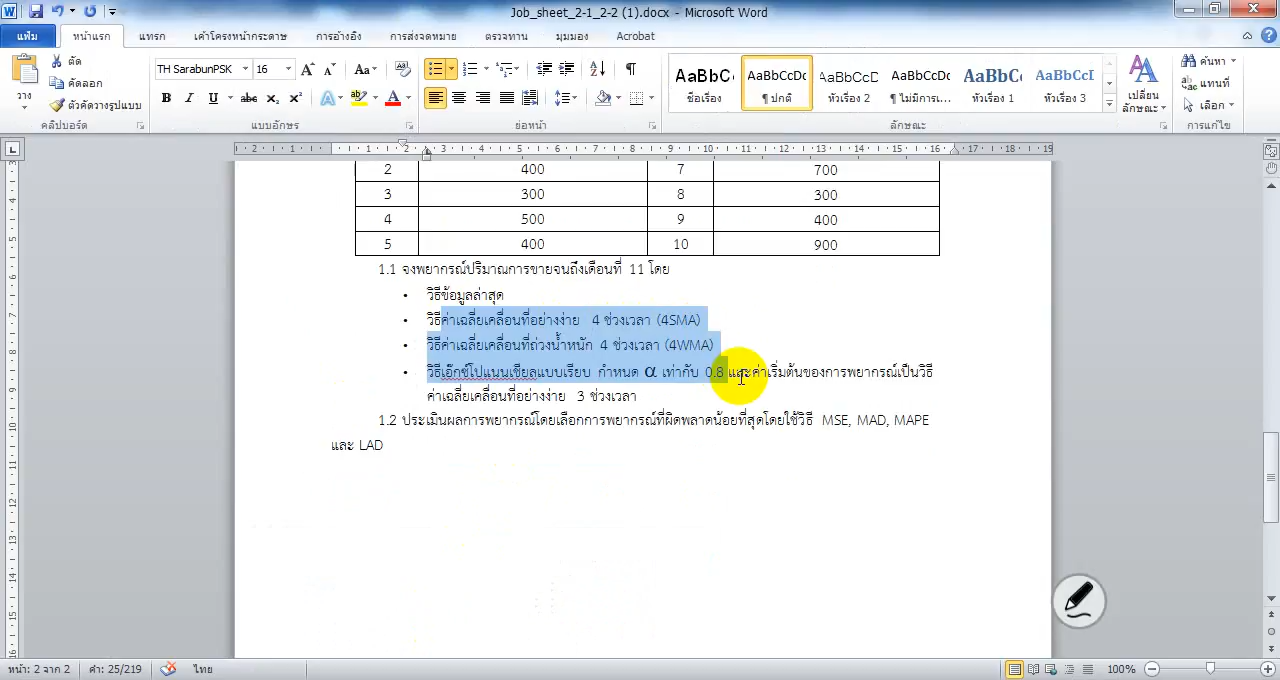 Job_sheet_2-1_2-2 (1).docx - Microsoft Word
แฟ้ม หน้าแรก แทรก เค้าโครงหน้ากระดาษ การอ้างอิง การส่งจดหมาย ตรวจทาน มุมมอง Acrobat
วาง
ตัด
คัดลอก
ตัวคัดวางรูปแบบ
คลิปบอร์ด
TH SarabunPSK 16
แบบอักษร
ย่อหน้า
AaBbC AaBbCcDc AaBbCcD AaBbCcDc AaBbC AaBbCcI
ชื่อเรื่อง ¶ ปกติ หัวเรื่อง 2 ¶ ไม่มีการเ... หัวเรื่อง 1 หัวเรื่อง 3
ลักษณะ
เปลี่ยน
ลักษณะ
ค้นหา
แทนที่
เลือก
การแก้ไข
2 400 7 700
3 300 8 300
4 500 9 400
5 400 10 900
1.1 จงพยากรณ์ปริมาณการขายจนถึงเดือนที่ 11 โดย
• วิธีข้อมูลล่าสุด
• วิธีค่าเฉลี่ยเคลื่อนที่อย่างง่าย 4 ช่วงเวลา (4SMA)
• วิธีค่าเฉลี่ยเคลื่อนที่ถ่วงน้ำหนัก 4 ช่วงเวลา (4WMA)
• วิธีเอ็กซ์โปแนนเชียลแบบเรียบ กำหนด α เท่ากับ 0.8 และค่าเริ่มต้นของการพยากรณ์เป็นวิธี
ค่าเฉลี่ยเคลื่อนที่อย่างง่าย 3 ช่วงเวลา
1.2 ประเมินผลการพยากรณ์โดยเลือกการพยากรณ์ที่ผิดพลาดน้อยที่สุดโดยใช้วิธี MSE, MAD, MAPE
และ LAD
หน้า: 2 จาก 2 คำ: 25/219 ไทย 100%